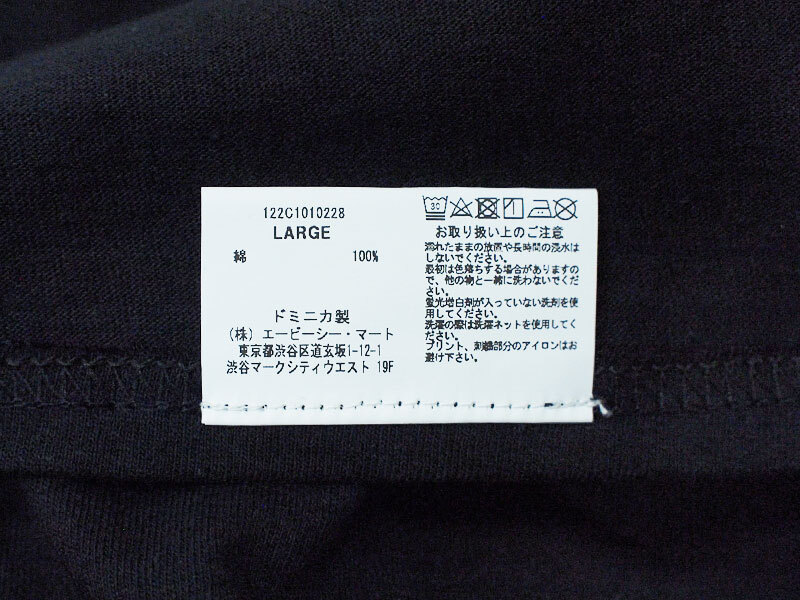 122C1010228
LARGE
綿 100%
ドミニカ製
(株) エービーシー・マート
東京都渋谷区道玄坂1-12-1
渋谷マークシティウエスト 19F
30
お取り扱い上のご注意
濡れたままの放置や長時間の浸水は
しないでください。
最初は色落ちする場合がありますの
で、他の物と一緒に洗わないでくだ
さい。
蛍光増白剤が入っていない洗剤を使
用してください。
洗濯の際は洗濯ネットを使用してく
ださい。
プリント、刺繍部分のアイロンはお
避け下さい。